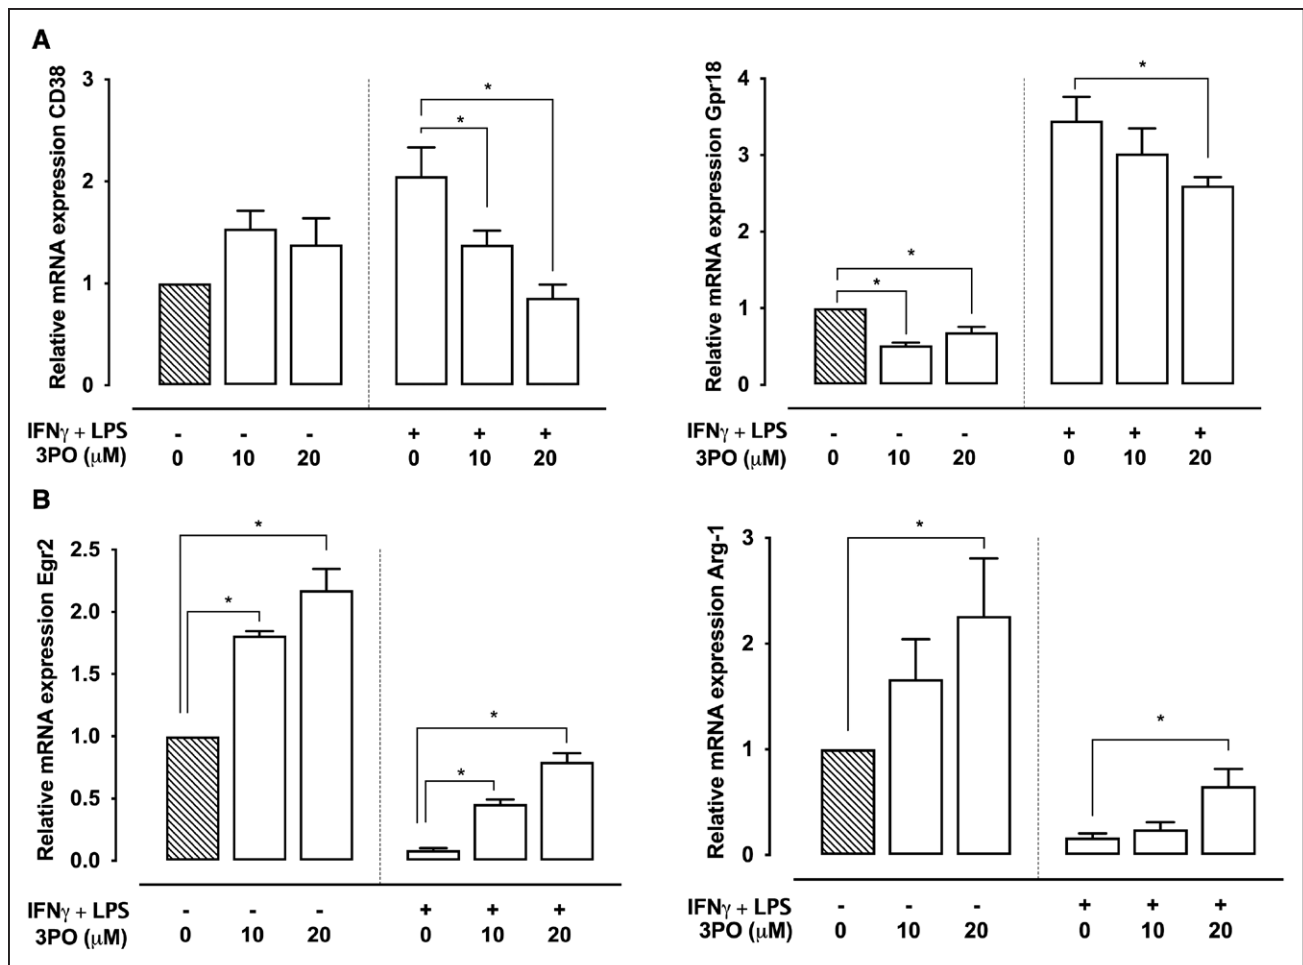 A
Relative mRNA expression CD38
3
2
1
0
*
*
IFNγ + LPS - - - + + +
3PO (μM) 0 10 20 0 10 20
Relative mRNA expression Gpr18
4
3
2
1
0
*
*
*
IFNγ + LPS - - - + + +
3PO (μM) 0 10 20 0 10 20
B
Relative mRNA expression Egr2
2.5
2.0
1.5
1.0
0.5
0.0
*
*
*
*
IFNγ + LPS - - - + + +
3PO (μM) 0 10 20 0 10 20
Relative mRNA expression Arg-1
3
2
1
0
*
*
IFNγ + LPS - - - + + +
3PO (μM) 0 10 20 0 10 20